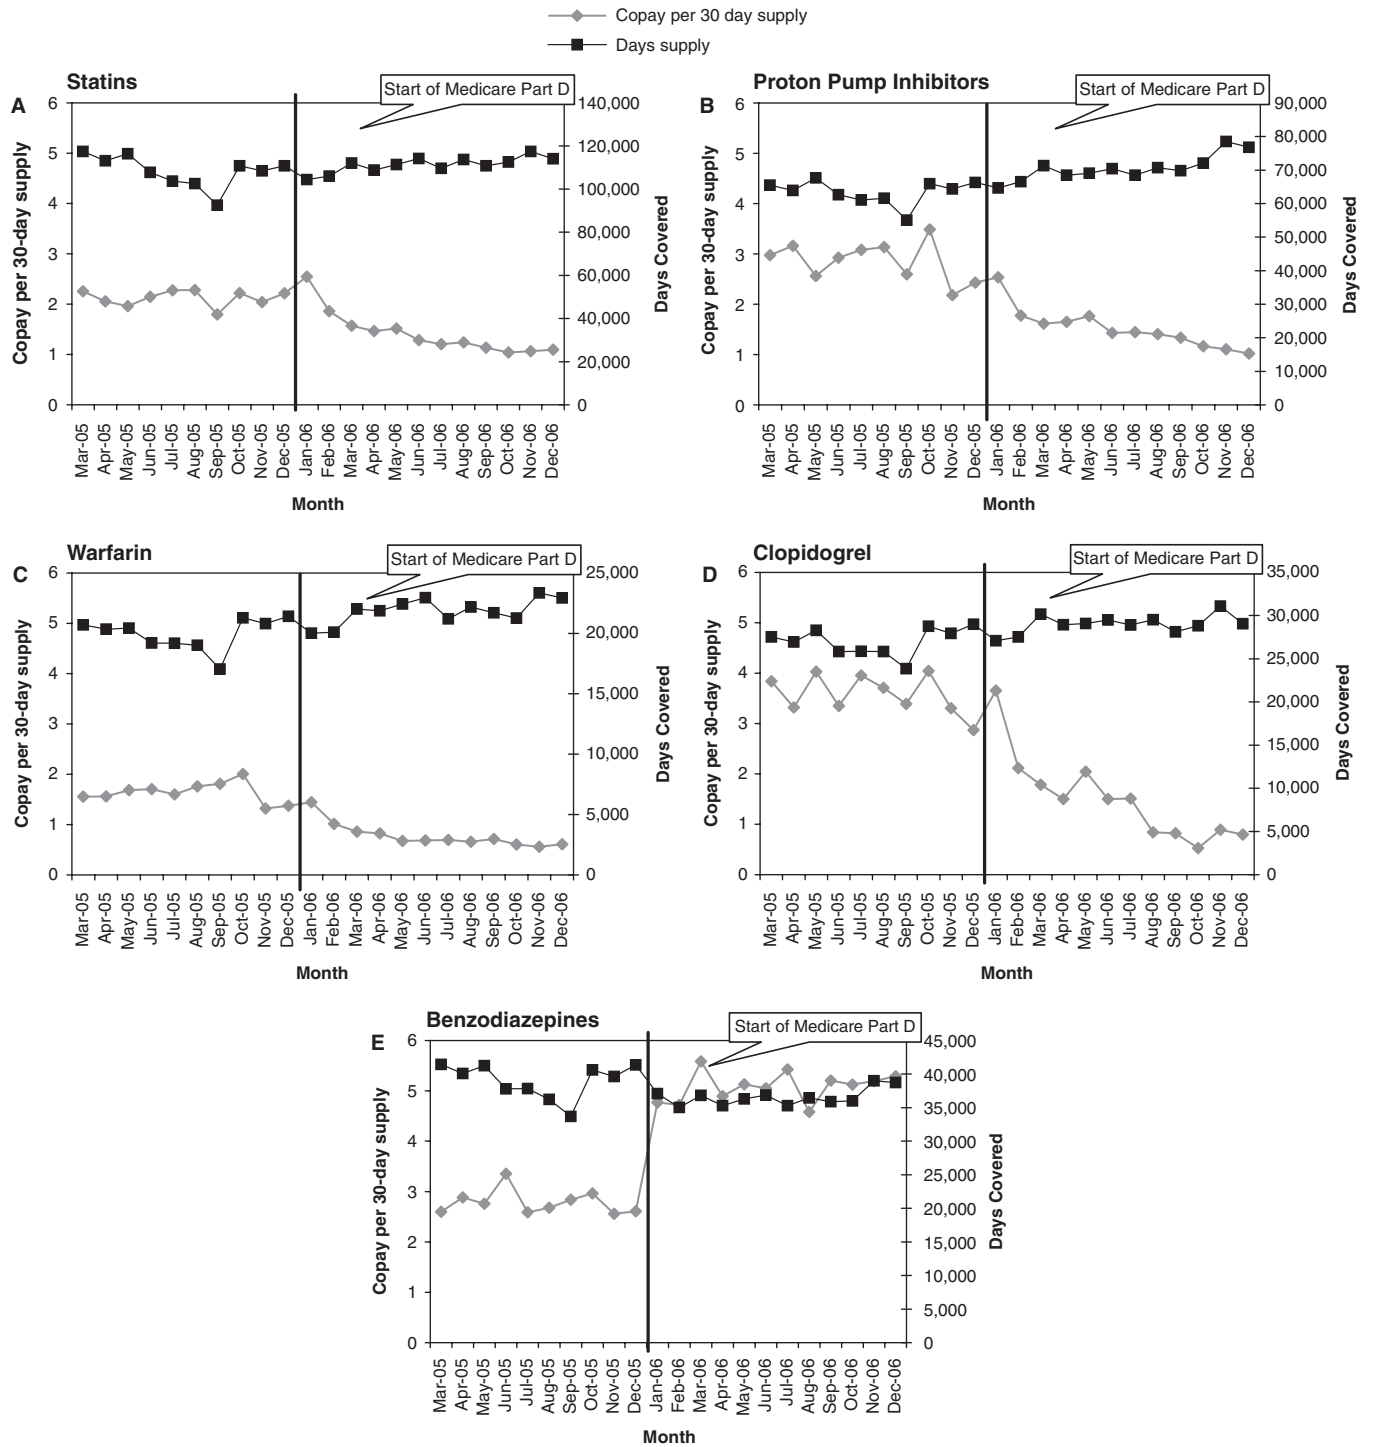 Copay per 30 day supply
Days supply
A
Statins
Start of Medicare Part D
Copay per 30-day supply
6
5
4
3
2
1
0
140,000
120,000
100,000
80,000
60,000
40,000
20,000
0
Days Covered
Mar-05
Apr-05
May-05
Jun-05
Jul-05
Aug-05
Sep-05
Oct-05
Nov-05
Dec-05
Jan-06
Feb-06
Mar-06
Apr-06
May-06
Jun-06
Jul-06
Aug-06
Sep-06
Oct-06
Nov-06
Dec-06
Month
B
Proton Pump Inhibitors
Start of Medicare Part D
Copay per 30-day supply
6
5
4
3
2
1
0
90,000
80,000
70,000
60,000
50,000
40,000
30,000
20,000
10,000
0
Days Covered
Mar-05
Apr-05
May-05
Jun-05
Jul-05
Aug-05
Sep-05
Oct-05
Nov-05
Dec-05
Jan-06
Feb-06
Mar-06
Apr-06
May-06
Jun-06
Jul-06
Aug-06
Sep-06
Oct-06
Nov-06
Dec-06
Month
C
Warfarin
Start of Medicare Part D
Copay per 30-day supply
6
5
4
3
2
1
0
25,000
20,000
15,000
10,000
5,000
0
Days Covered
Mar-05
Apr-05
May-05
Jun-05
Jul-05
Aug-05
Sep-05
Oct-05
Nov-05
Dec-05
Jan-06
Feb-06
Mar-06
Apr-06
May-06
Jun-06
Jul-06
Aug-06
Sep-06
Oct-06
Nov-06
Dec-06
Month
D
Clopidogrel
Start of Medicare Part D
Copay per 30-day supply
6
5
4
3
2
1
0
35,000
30,000
25,000
20,000
15,000
10,000
5,000
0
Days Covered
Mar-05
Apr-05
May-05
Jun-05
Jul-05
Aug-05
Sep-05
Oct-05
Nov-05
Dec-05
Jan-06
Feb-06
Mar-06
Apr-06
May-06
Jun-06
Jul-06
Aug-06
Sep-06
Oct-06
Nov-06
Dec-06
Month
E
Benzodiazepines
Start of Medicare Part D
Copay per 30-day supply
6
5
4
3
2
1
0
45,000
40,000
35,000
30,000
25,000
20,000
15,000
10,000
5,000
0
Days Covered
Mar-05
Apr-05
May-05
Jun-05
Jul-05
Aug-05
Sep-05
Oct-05
Nov-05
Dec-05
Jan-06
Feb-06
Mar-06
Apr-06
May-06
Jun-06
Jul-06
Aug-06
Sep-06
Oct-06
Nov-06
Dec-06
Month